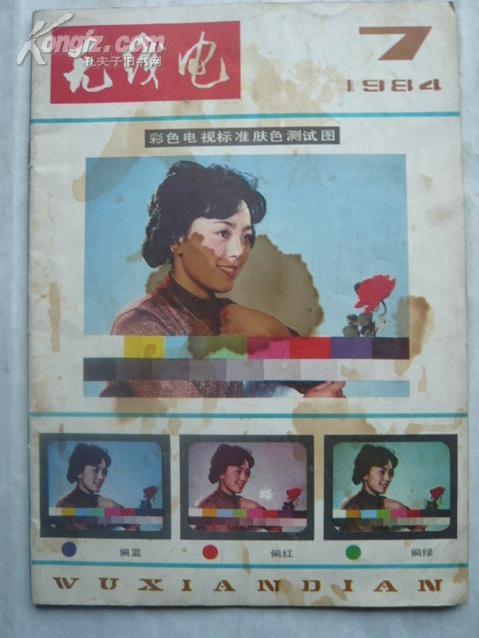 Kongfz.com
孔夫子旧书网
无线电
7
1984
彩色电视标准肤色测试图
偏蓝
偏红
偏绿
WUXIANDIAN